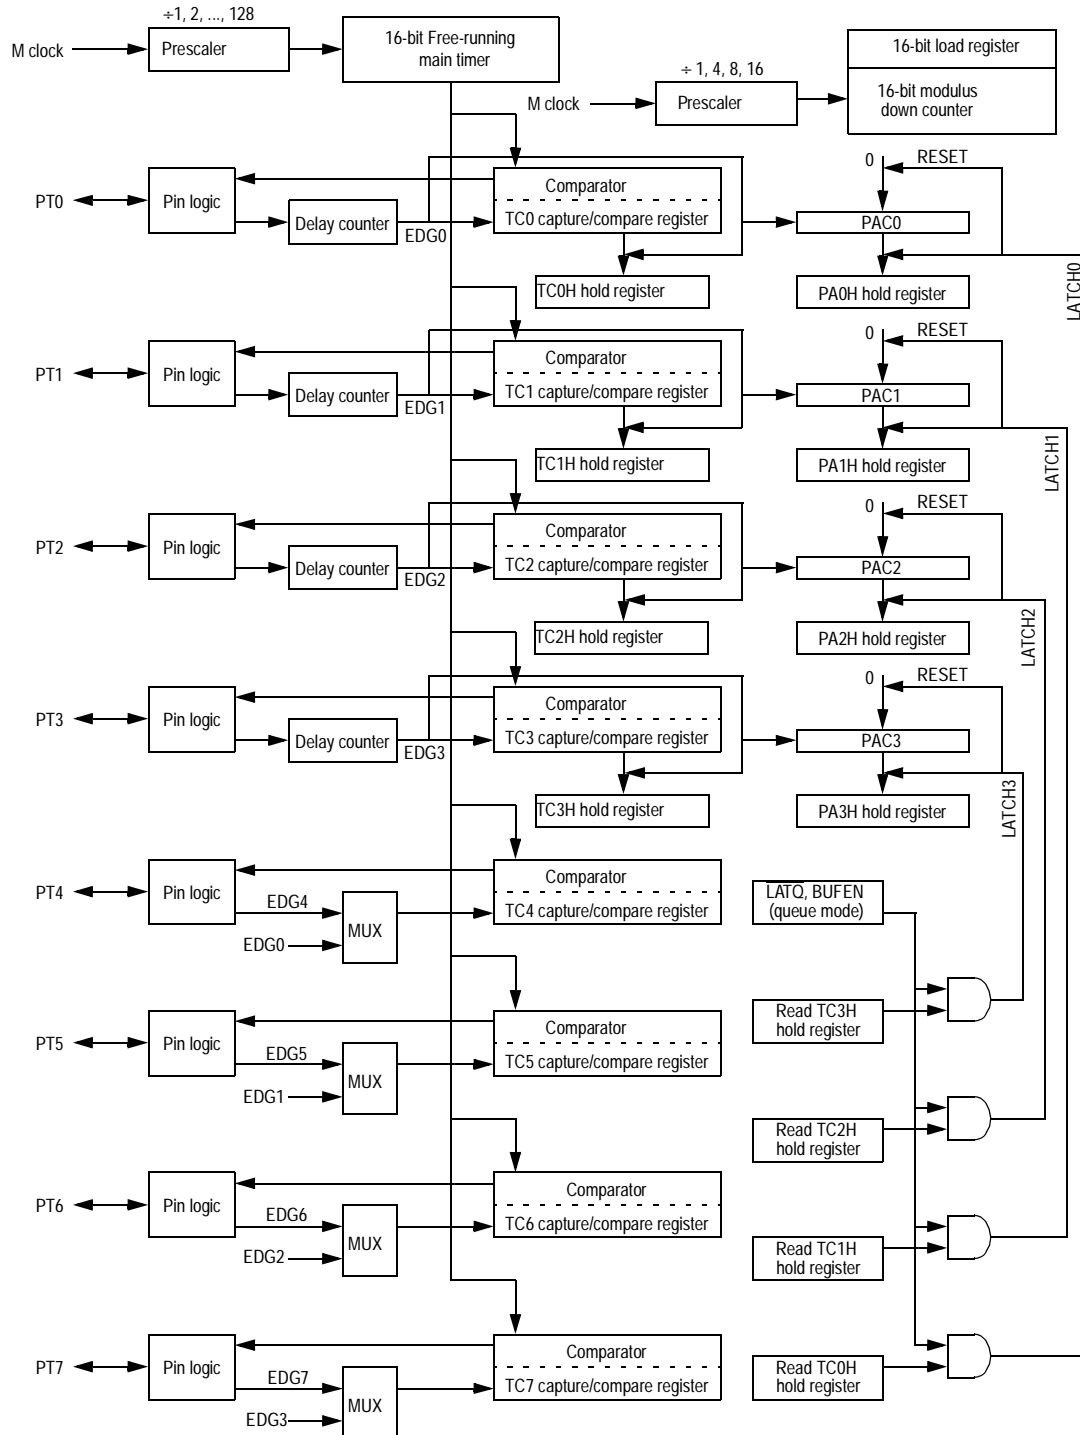 ÷1, 2, ..., 128
M clock
Prescaler
16-bit Free-running
main timer
÷ 1, 4, 8, 16
M clock
Prescaler
16-bit load register
16-bit modulus
down counter
PT0
Pin logic
Delay counter
EDG0
Comparator
TC0 capture/compare register
TC0H hold register
0
RESET
PAC0
PA0H hold register
LATCH0
PT1
Pin logic
Delay counter
EDG1
Comparator
TC1 capture/compare register
TC1H hold register
0
RESET
PAC1
PA1H hold register
LATCH1
PT2
Pin logic
Delay counter
EDG2
Comparator
TC2 capture/compare register
TC2H hold register
0
RESET
PAC2
PA2H hold register
LATCH2
PT3
Pin logic
Delay counter
EDG3
Comparator
TC3 capture/compare register
TC3H hold register
0
RESET
PAC3
PA3H hold register
LATCH3
PT4
Pin logic
EDG4
EDG0
MUX
Comparator
TC4 capture/compare register
LATQ, BUFEN
(queue mode)
PT5
Pin logic
EDG5
EDG1
MUX
Comparator
TC5 capture/compare register
Read TC3H
hold register
Read TC2H
hold register
PT6
Pin logic
EDG6
EDG2
MUX
Comparator
TC6 capture/compare register
Read TC1H
hold register
PT7
Pin logic
EDG7
EDG3
MUX
Comparator
TC7 capture/compare register
Read TC0H
hold register